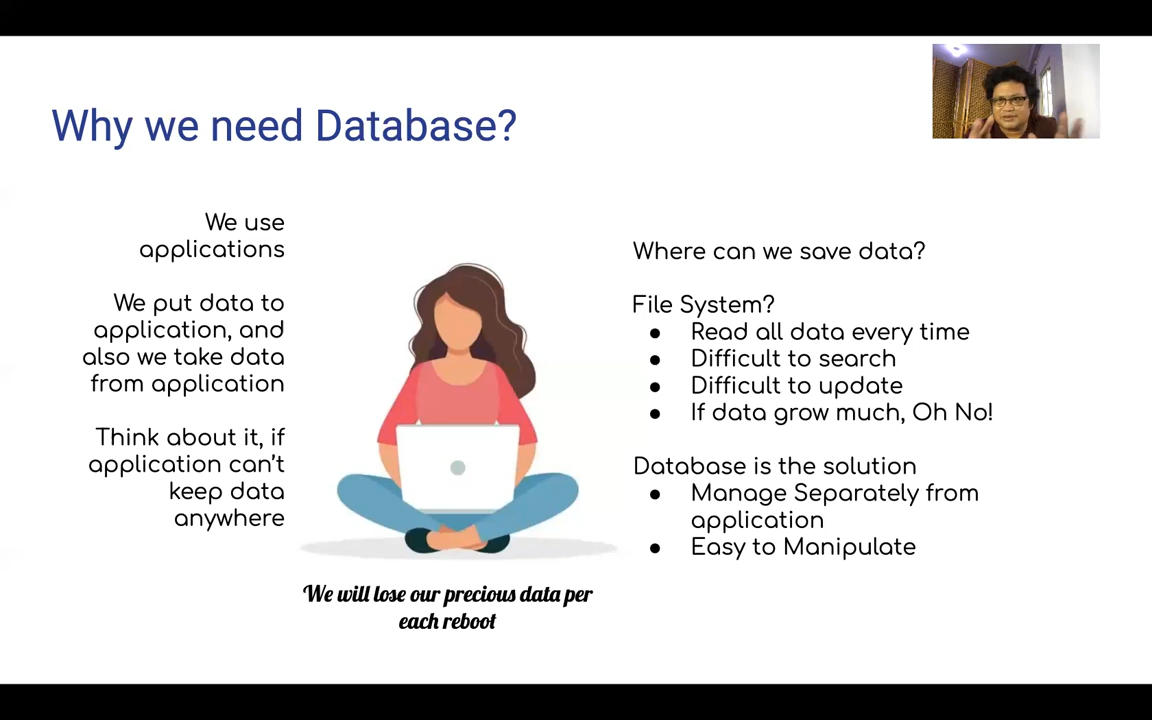 Why we need Database?
We use
applications
We put data to
application, and
also we take data
from application
Think about it, if
application can't
keep data
anywhere
We will lose our precious data per
each reboot
Where can we save data?
File System?
● Read all data every time
● Difficult to search
● Difficult to update
● If data grow much, Oh No!
Database is the solution
● Manage Separately from
application
● Easy to Manipulate